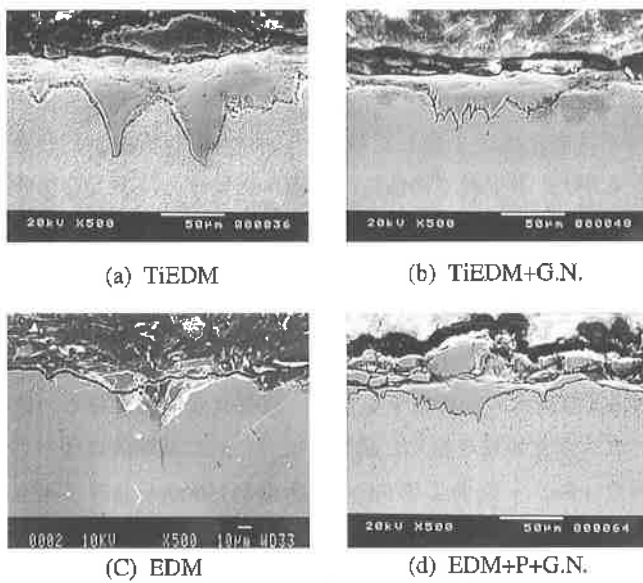 20kV X500 50µm 000036
20kV X500 50µm 000048
(a) TiEDM
(b) TiEDM+G.N.
0002 10KV X500 10µm WD33
20kV X500 50µm 000064
(C) EDM
(d) EDM+P+G.N.